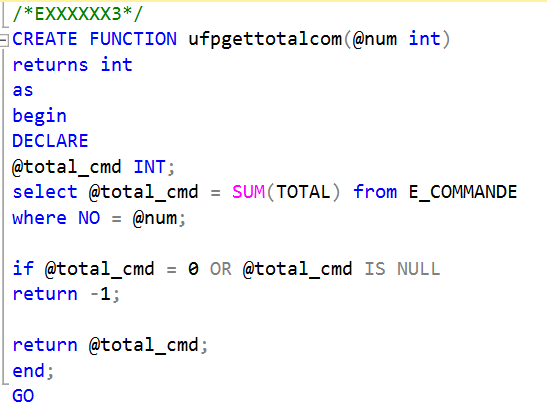 /*EXXXXXX3*/
CREATE FUNCTION ufpgettotalcom(@num int)
returns int
as
begin
DECLARE
@total_cmd INT;
select @total_cmd = SUM(TOTAL) from E_COMMANDE
where NO = @num;
if @total_cmd = 0 OR @total_cmd IS NULL
return -1;
return @total_cmd;
end;
GO